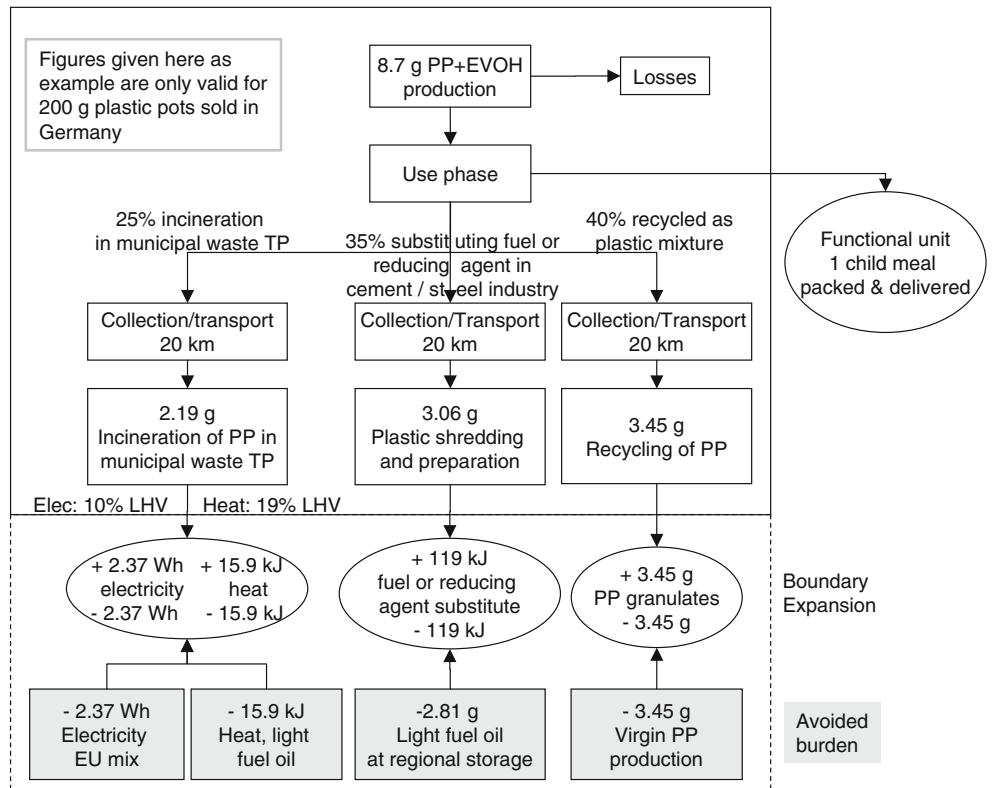 Figures given here as
example are only valid for
200 g plastic pots sold in
Germany
8.7 g PP+EVOH
production
Losses
Use phase
25% incineration
in municipal waste TP
35% substituting fuel or
reducing agent in
cement / steel industry
40% recycled as
plastic mixture
Functional unit
1 child meal
packed & delivered
Collection/transport
20 km
Collection/Transport
20 km
Collection/Transport
20 km
2.19 g
Incineration of PP in
municipal waste TP
3.06 g
Plastic shredding
and preparation
3.45 g
Recycling of PP
Elec: 10% LHV
Heat: 19% LHV
+ 2.37 Wh
electricity
- 2.37 Wh
+ 15.9 kJ
heat
- 15.9 kJ
+ 119 kJ
fuel or reducing
agent substitute
- 119 kJ
+ 3.45 g
PP granulates
- 3.45 g
Boundary
Expansion
- 2.37 Wh
Electricity
EU mix
- 15.9 kJ
Heat, light
fuel oil
-2.81 g
Light fuel oil
at regional storage
- 3.45 g
Virgin PP
production
Avoided
burden